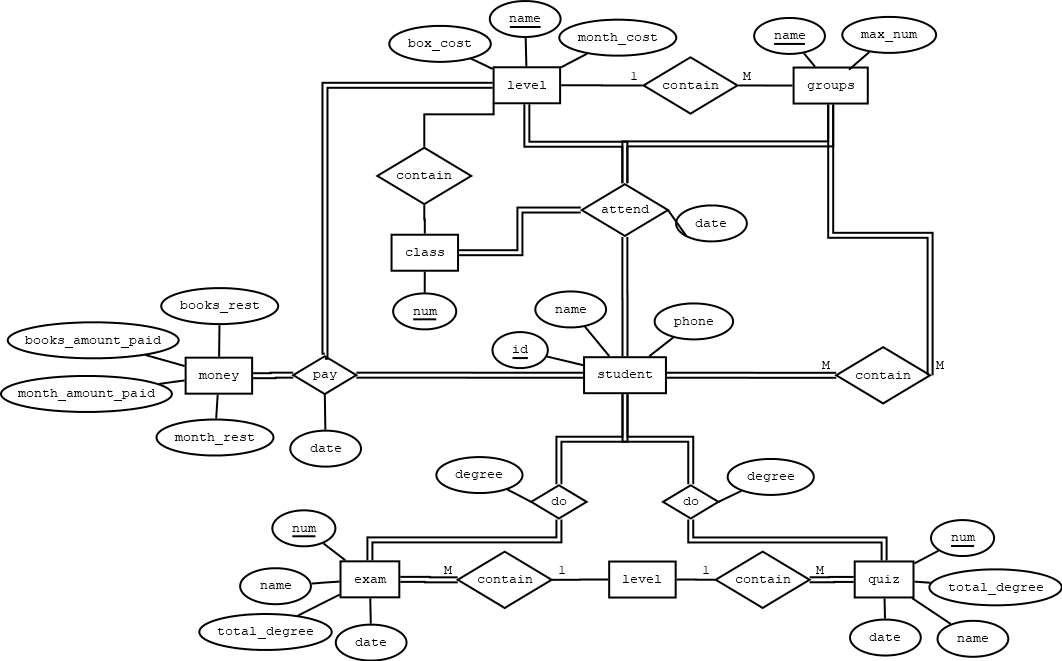 name
box_cost
month_cost
name
max_num
level
1
contain
M
groups
contain
attend
date
class
num
books_rest
name
phone
books_amount_paid
id
money
pay
student
M
contain
M
month_amount_paid
month_rest
date
degree
degree
do
do
num
num
exam
M
contain
1
level
1
contain
M
quiz
name
total_degree
total_degree
date
date
name